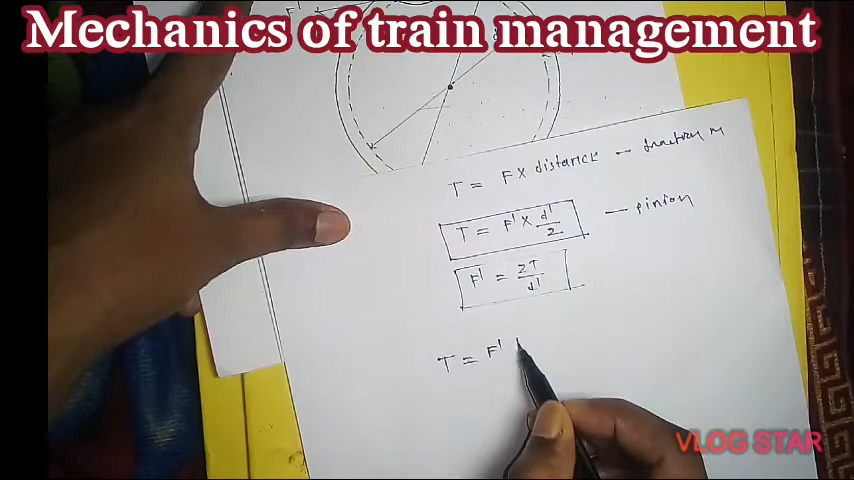 Mechanics of train management
F'
d
T = F × distance — traction m
T = F' × d'/2 — pinion
F' = 2T/d'
T = F'
VLOG STAR